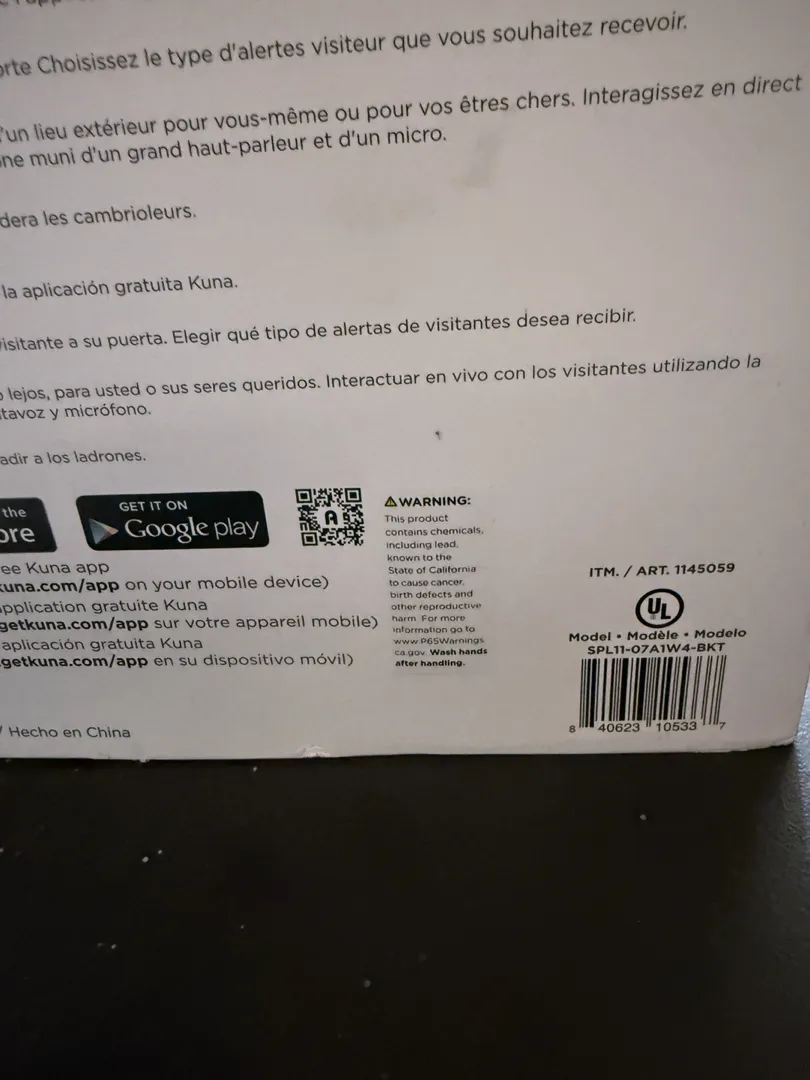 orte Choisissez le type d'alertes visiteur que vous souhaitez recevoir.
'un lieu extérieur pour vous-même ou pour vos êtres chers. Interagissez en direct
one muni d'un grand haut-parleur et d'un micro.
dera les cambrioleurs.
la aplicación gratuita Kuna.
visitante a su puerta. Elegir qué tipo de alertas de visitantes desea recibir.
o lejos, para usted o sus seres queridos. Interactuar en vivo con los visitantes utilizando la
tavoz y micrófono.
adir a los ladrones.
the
ore
GET IT ON
Google play
A
ee Kuna app
kuna.com/app on your mobile device)
application gratuite Kuna
getkuna.com/app sur votre appareil mobile)
aplicación gratuita Kuna
getkuna.com/app en su dispositivo móvil)
/ Hecho en China
⚠WARNING:
This product
contains chemicals,
including lead,
known to the
State of California
to cause cancer,
birth defects and
other reproductive
harm. For more
information go to
www.P65Warnings.
ca.gov. Wash hands
after handling.
ITM. / ART. 1145059
UL
Model • Modèle • Modelo
SPL11-07A1W4-BKT
8 40623 10533 7